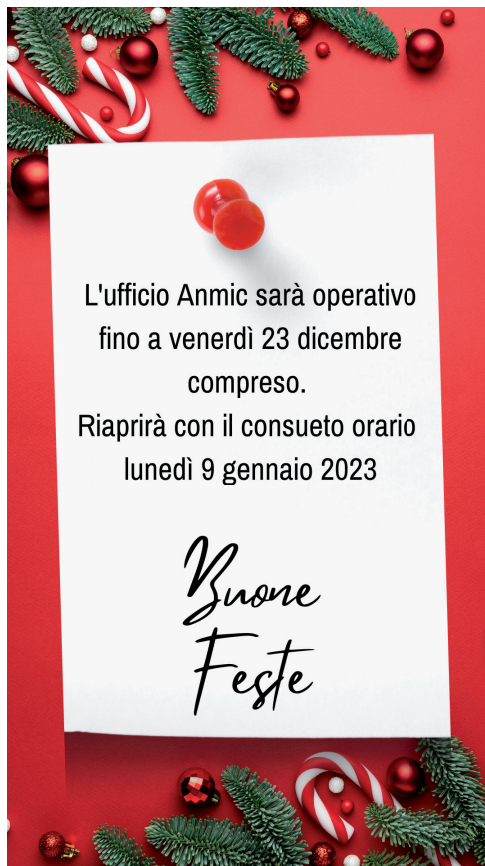 L'ufficio Anmic sarà operativo
fino a venerdì 23 dicembre
compreso.
Riaprirà con il consueto orario
lunedì 9 gennaio 2023
Buone
Feste